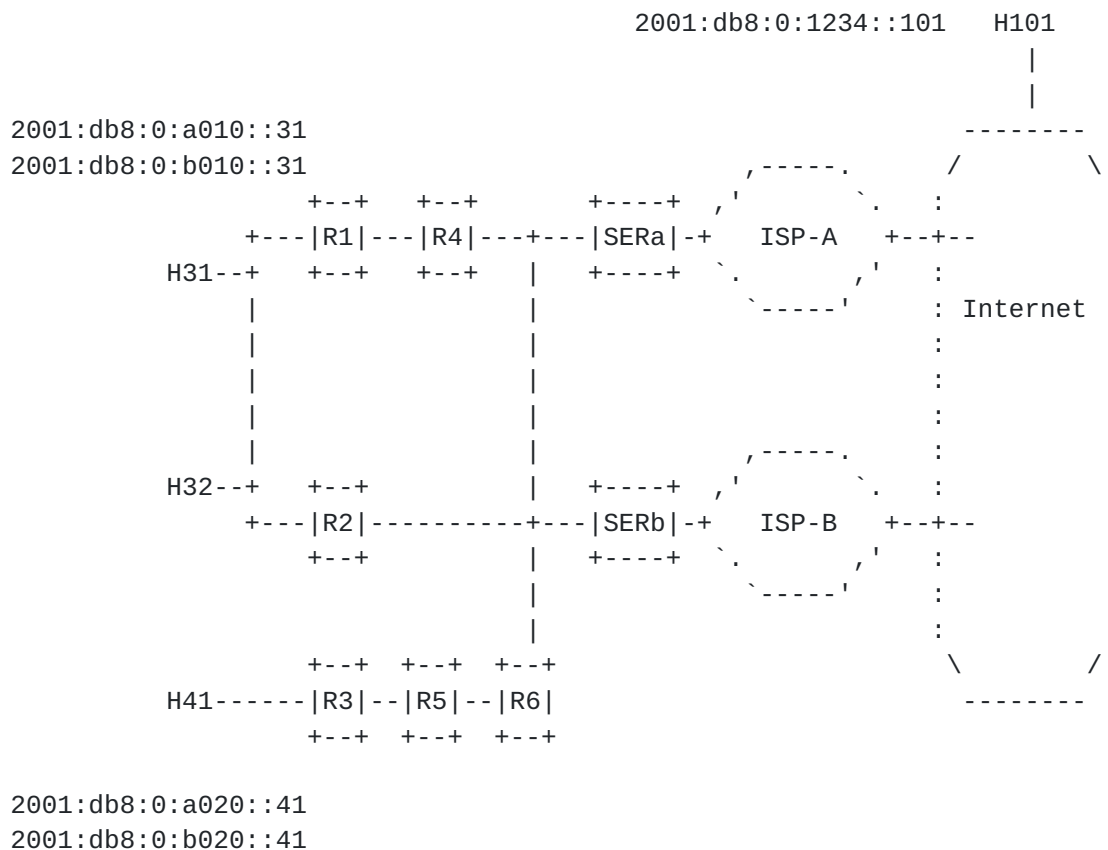 2001:db8:0:1234::101   H101
                                                                  |
                                                                  |
2001:db8:0:a010::31                                           --------
2001:db8:0:b010::31                            ,-----.      /        \
                   +--+   +--+       +----+  ,'       `.   :
               +---|R1|---|R4|---+---|SERa|-+   ISP-A   +--+--
          H31--+   +--+   +--+   |   +----+  `.       ,'   :
               |                 |             `-----'     : Internet
               |                 |                         :
               |                 |                         :
               |                 |                         :
               |                 |             ,-----.     :
          H32--+   +--+          |   +----+  ,'       `.   :
               +---|R2|----------+---|SERb|-+   ISP-B   +--+--
                   +--+          |   +----+  `.       ,'   :
                                 |             `-----'     :
                                 |                         :
                   +--+  +--+  +--+                         \        /
          H41------|R3|--|R5|--|R6|                          --------
                   +--+  +--+  +--+
2001:db8:0:a020::41
2001:db8:0:b020::41